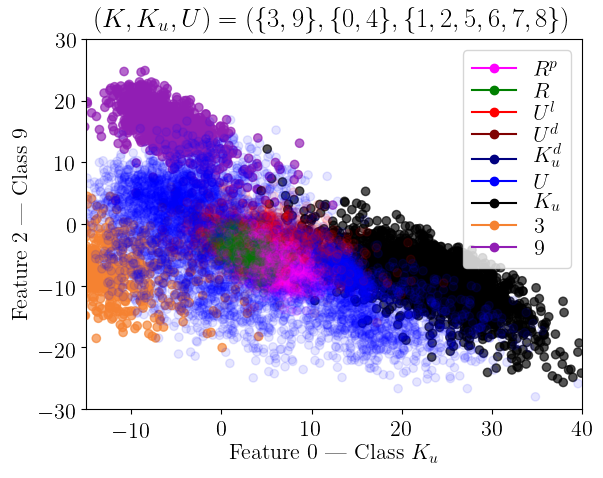 (K, K_u, U) = ({3, 9}, {0, 4}, {1, 2, 5, 6, 7, 8})
30
20
10
0
−10
−20
−30
Feature 2 — Class 9
R^p
R
U^l
U^d
K_u^d
U
K_u
3
9
−10
0
10
20
30
40
Feature 0 — Class K_u